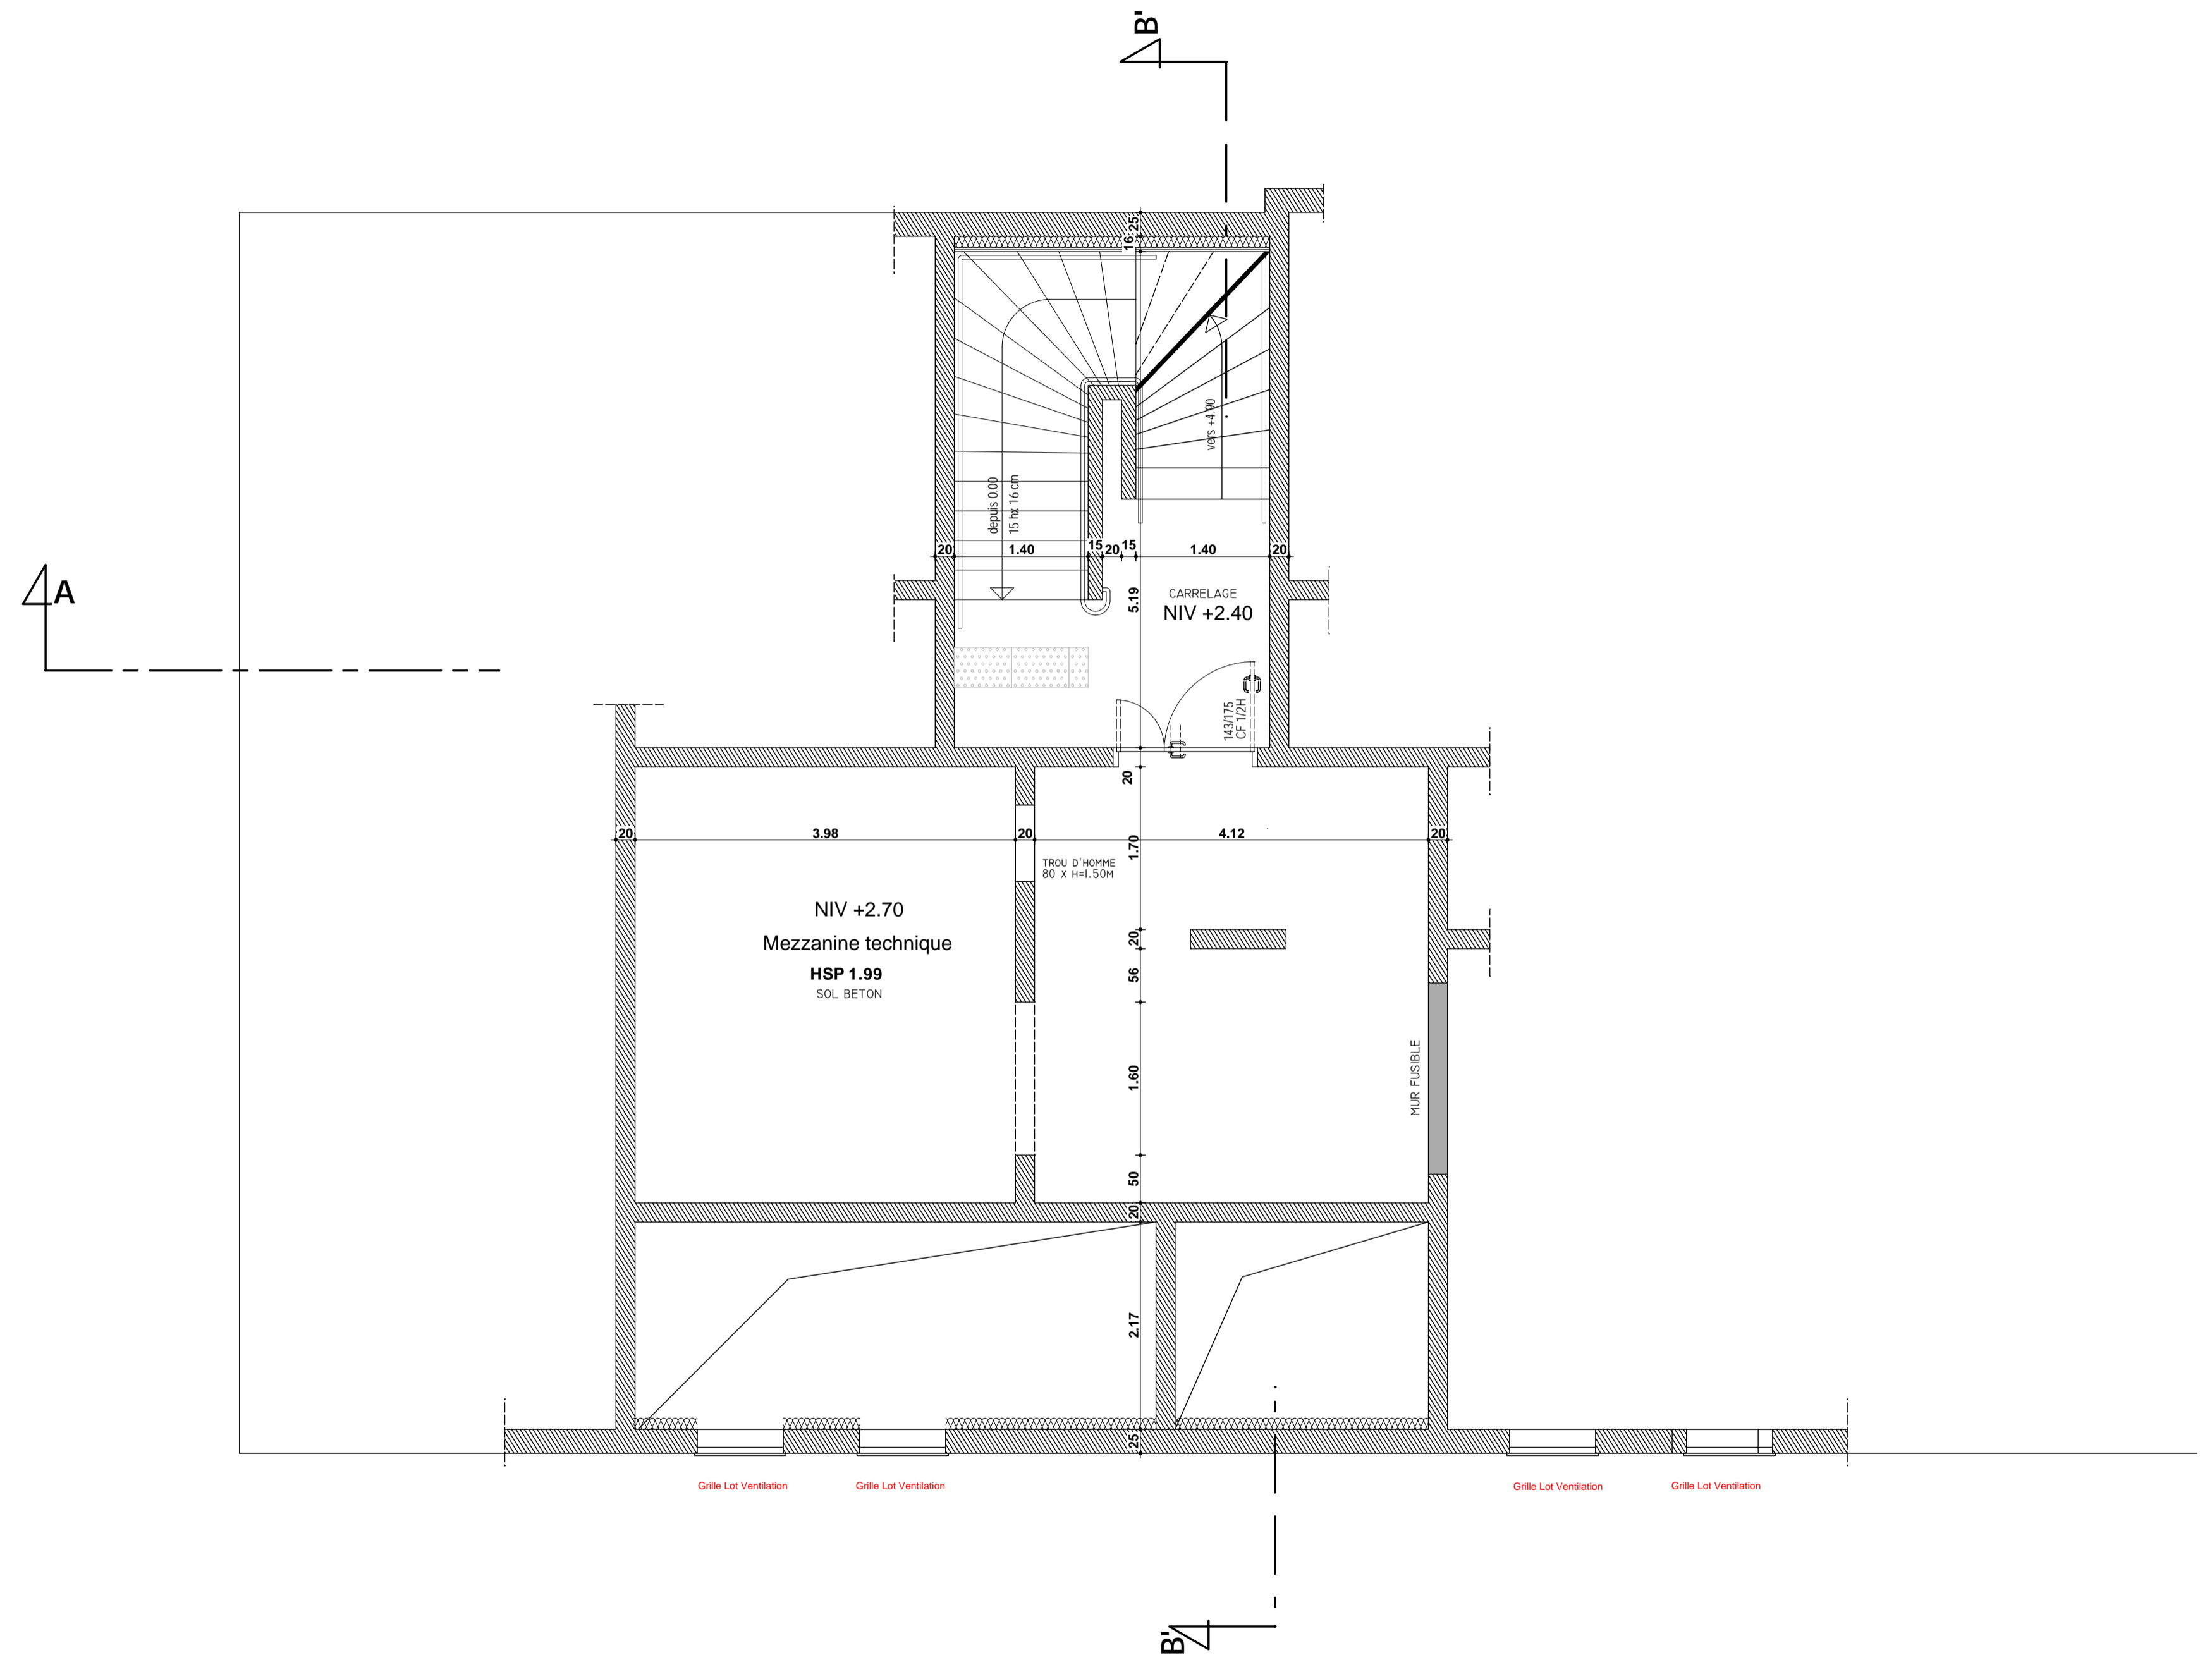 B'
25
16
vers +4.90
depuis 0.00
15 hx 16 cm
20
1.40
15
20
15
1.40
20
A
5.19
CARRELAGE
NIV +2.40
143/175
CF 1/2H
20
20
3.98
20
4.12
20
1.70
TROU D'HOMME
80 X H=1.50M
NIV +2.70
Mezzanine technique
HSP 1.99
SOL BETON
20
56
1.60
MUR FUSIBLE
50
20
2.17
25
Grille Lot Ventilation
Grille Lot Ventilation
Grille Lot Ventilation
Grille Lot Ventilation
B'